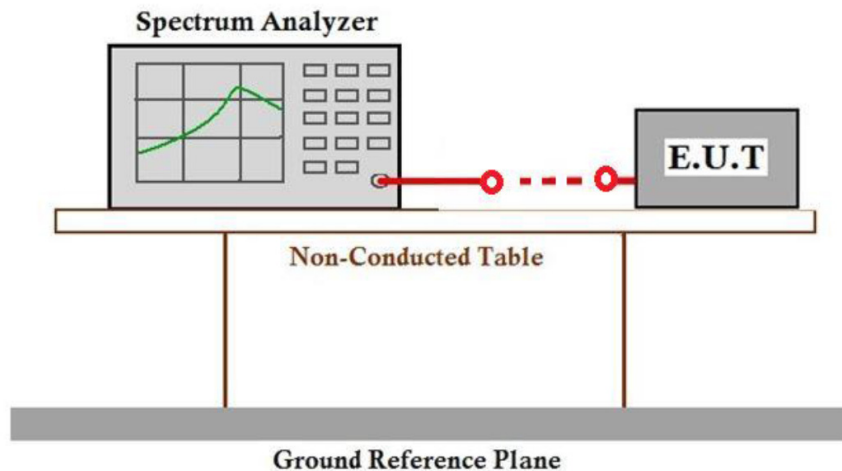 Spectrum Analyzer
E.U.T
Non-Conducted Table
Ground Reference Plane